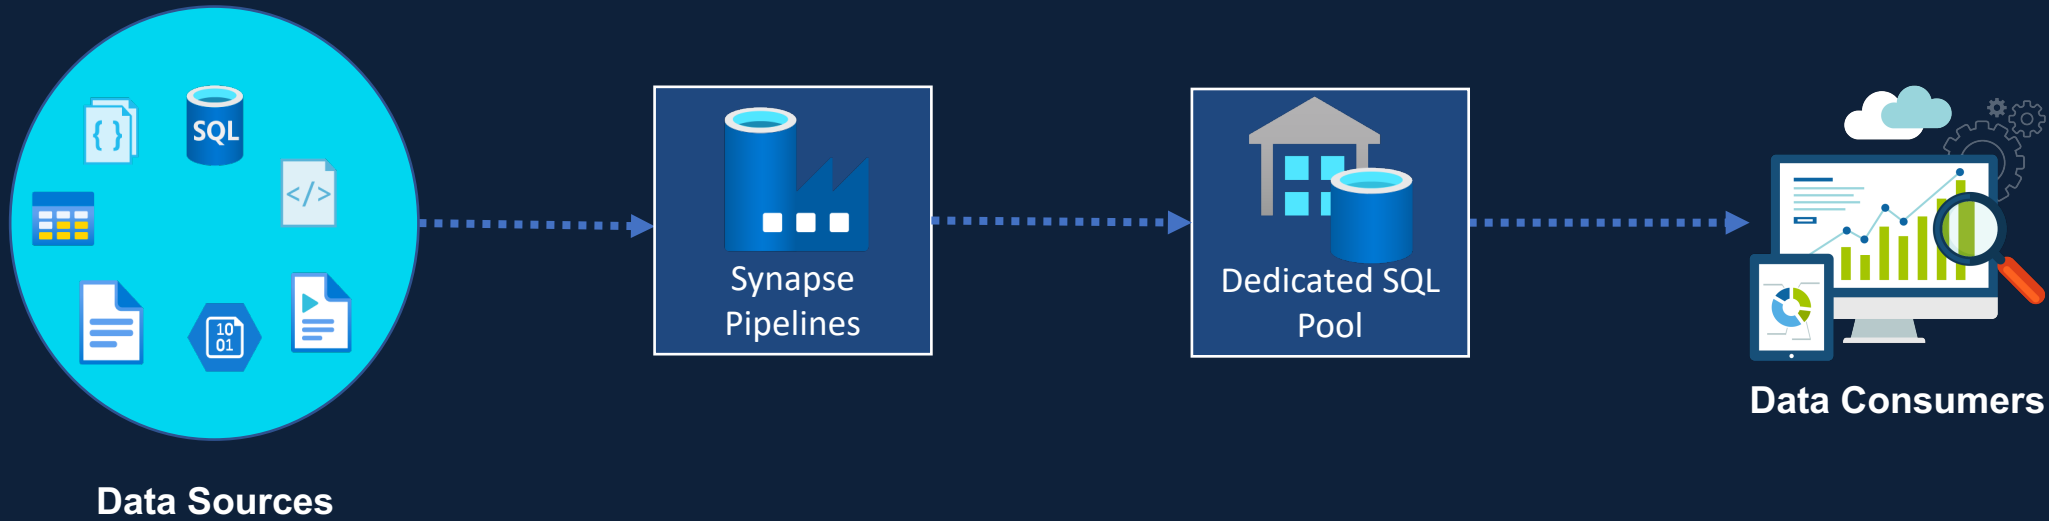 { }
SQL
</>
10
01
Data Sources
Synapse
Pipelines
Dedicated SQL
Pool
Data Consumers